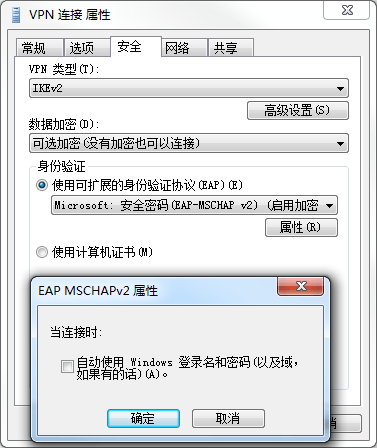 VPN 连接 属性
常规 选项 安全 网络 共享
VPN 类型(T):
IKEv2
高级设置(S)
数据加密(D):
可选加密(没有加密也可以连接)
身份验证
使用可扩展的身份验证协议(EAP)(E)
Microsoft: 安全密码(EAP-MSCHAP v2) (启用加密
属性(R)
使用计算机证书(M)
EAP MSCHAPv2 属性
当连接时:
自动使用 Windows 登录名和密码(以及域,
如果有的话)(A)。
确定 取消
消